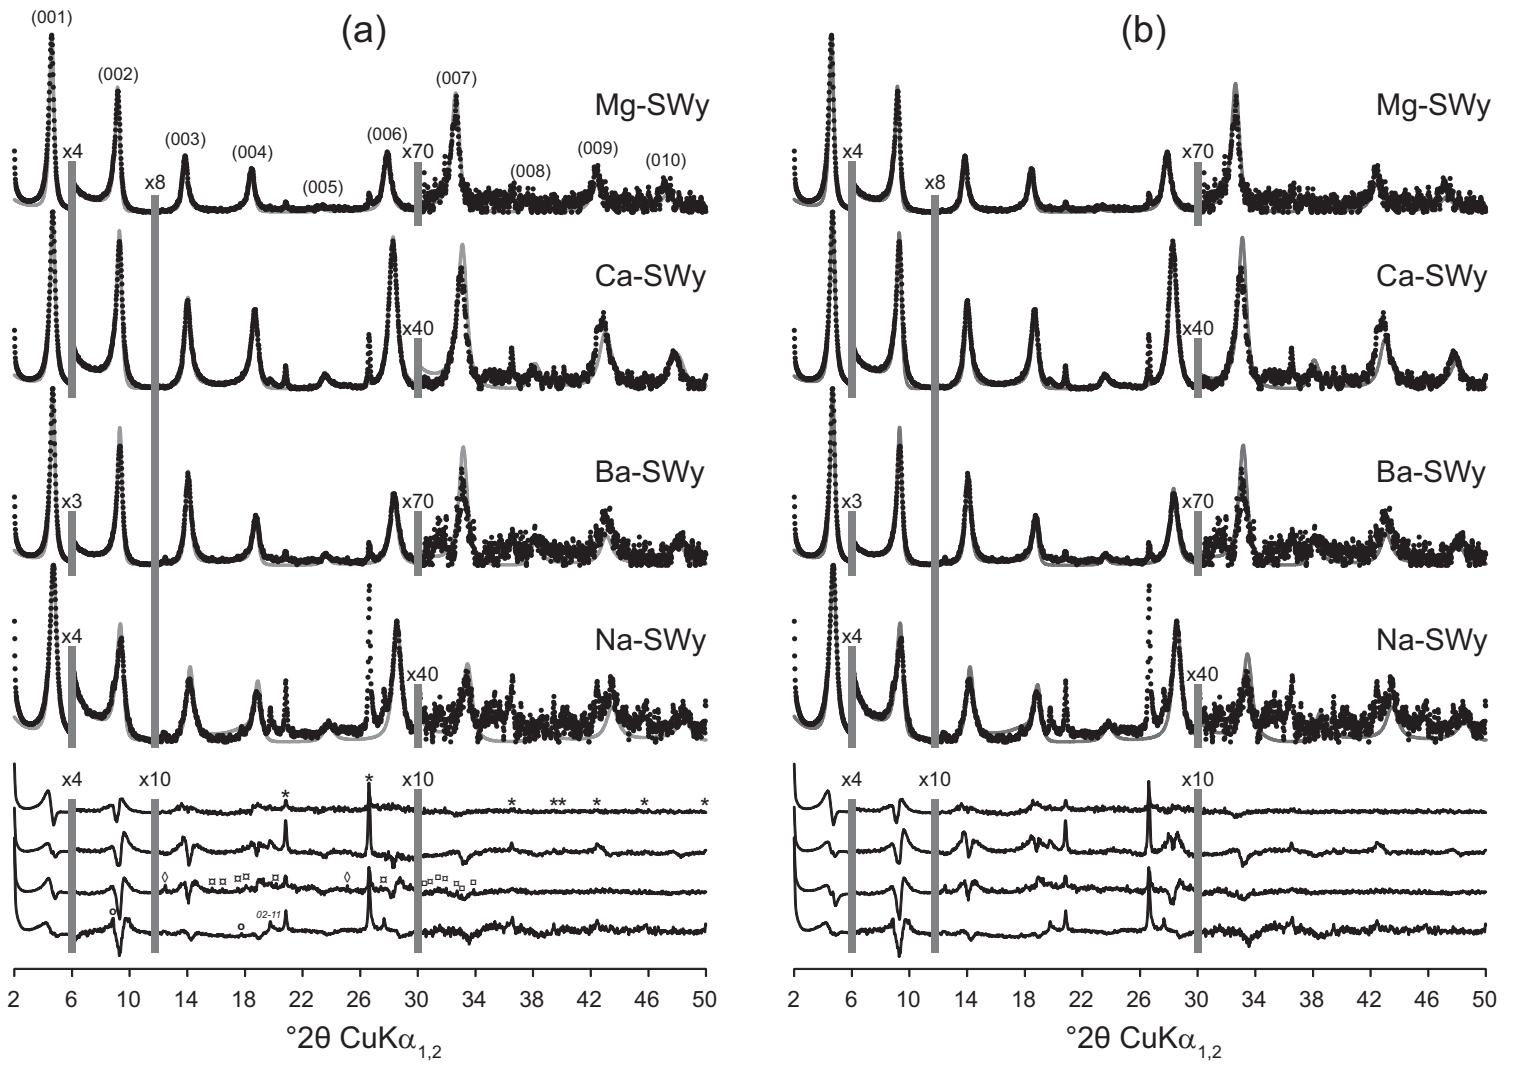 (a)
(001)
(002)
(007)
Mg-SWy
(003)
(004)
(006)
x4
x70
(009)
(010)
(008)
x8
(005)
Ca-SWy
x40
Ba-SWy
x3
x70
Na-SWy
x4
x40
x4
x10
x10
*
*
*
**
*
*
*
◊
¤¤
¤¤
¤
◊
¤
02-11
2 6 10 14 18 22 26 30 34 38 42 46 50
°2θ CuKα1,2
(b)
Mg-SWy
x4
x70
x8
Ca-SWy
x40
Ba-SWy
x3
x70
Na-SWy
x4
x40
x4
x10
x10
2 6 10 14 18 22 26 30 34 38 42 46 50
°2θ CuKα1,2